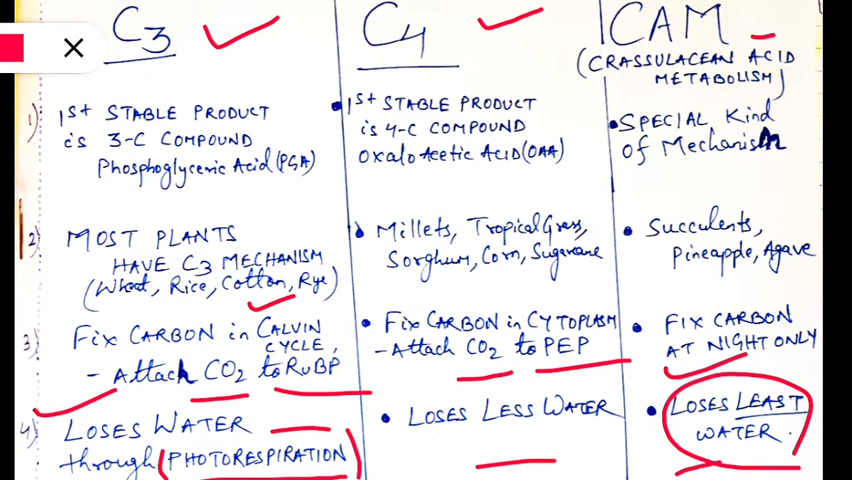 C3
C4
CAM
(CRASSULACEAN ACID
METABOLISM)
1) 1st STABLE PRODUCT
is 3-C COMPOUND
Phosphoglyceric Acid (PGA)
1st STABLE PRODUCT
is 4-C COMPOUND
Oxalo Acetic ACID (OAA)
SPECIAL Kind
of Mechanism
2) MOST PLANTS
HAVE C3 MECHANISM
(Wheat, Rice, Cotton, Rye)
Millets, Tropical Grass,
Sorghum, Corn, Sugarcane
Succulents,
Pineapple, Agave
3) Fix CARBON in CALVIN
CYCLE,
- Attach CO2 to RuBP
Fix CARBON in CYTOPLASM
- Attach CO2 to PEP
FIX CARBON
AT NIGHT ONLY
4) LOSES WATER
through (PHOTORESPIRATION
LOSES LESS WATER
LOSES LEAST
WATER.